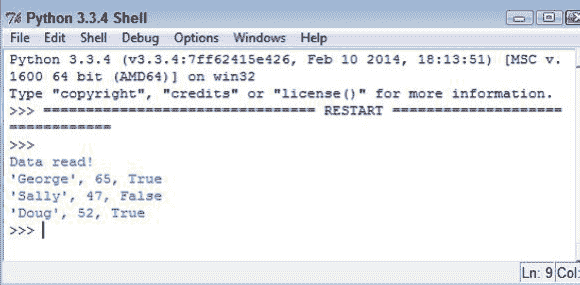 Python 3.3.4 Shell
File Edit Shell Debug Options Windows Help
Python 3.3.4 (v3.3.4:7ff62415e426, Feb 10 2014, 18:13:51) [MSC v.
1600 64 bit (AMD64)] on win32
Type "copyright", "credits" or "license()" for more information.
>>> ================================ RESTART ====================
============
>>>
Data read!
'George', 65, True
'Sally', 47, False
'Doug', 52, True
>>>
Ln: 9 Col: